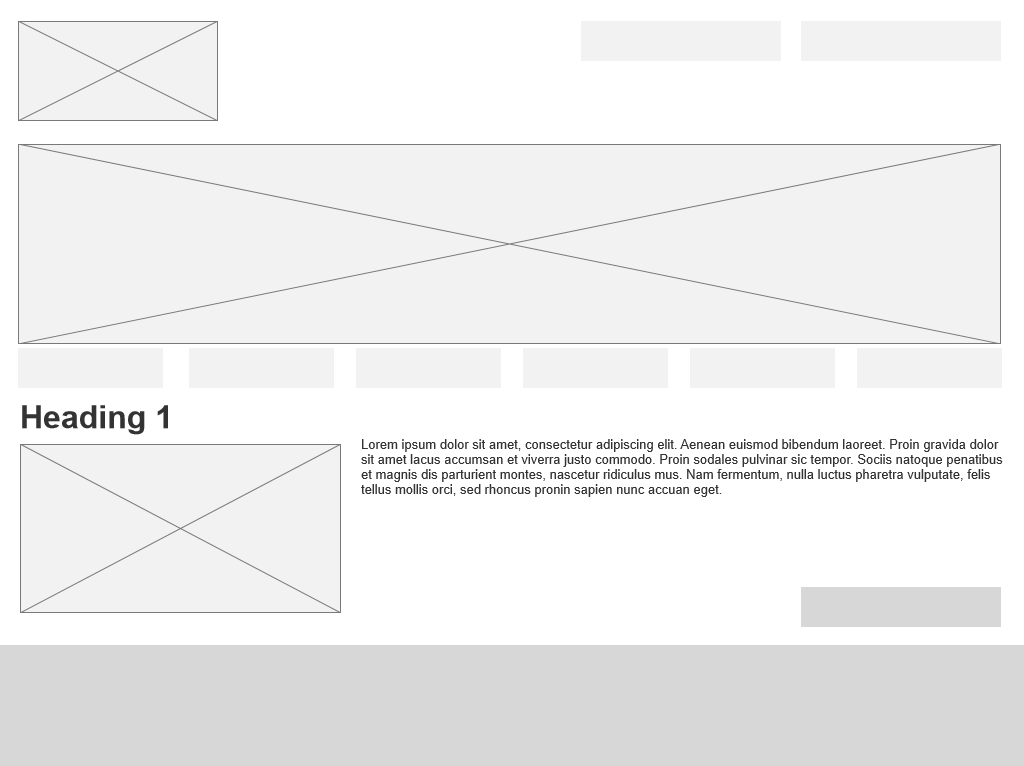 Heading 1
Lorem ipsum dolor sit amet, consectetur adipiscing elit. Aenean euismod bibendum laoreet. Proin gravida dolor
sit amet lacus accumsan et viverra justo commodo. Proin sodales pulvinar sic tempor. Sociis natoque penatibus
et magnis dis parturient montes, nascetur ridiculus mus. Nam fermentum, nulla luctus pharetra vulputate, felis
tellus mollis orci, sed rhoncus pronin sapien nunc accuan eget.